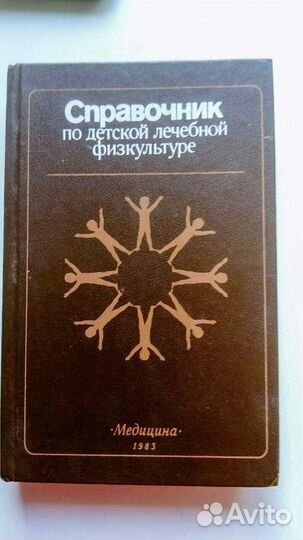 Справочник
по детской лечебной
физкультуре
·Медицина·
1983
Avito